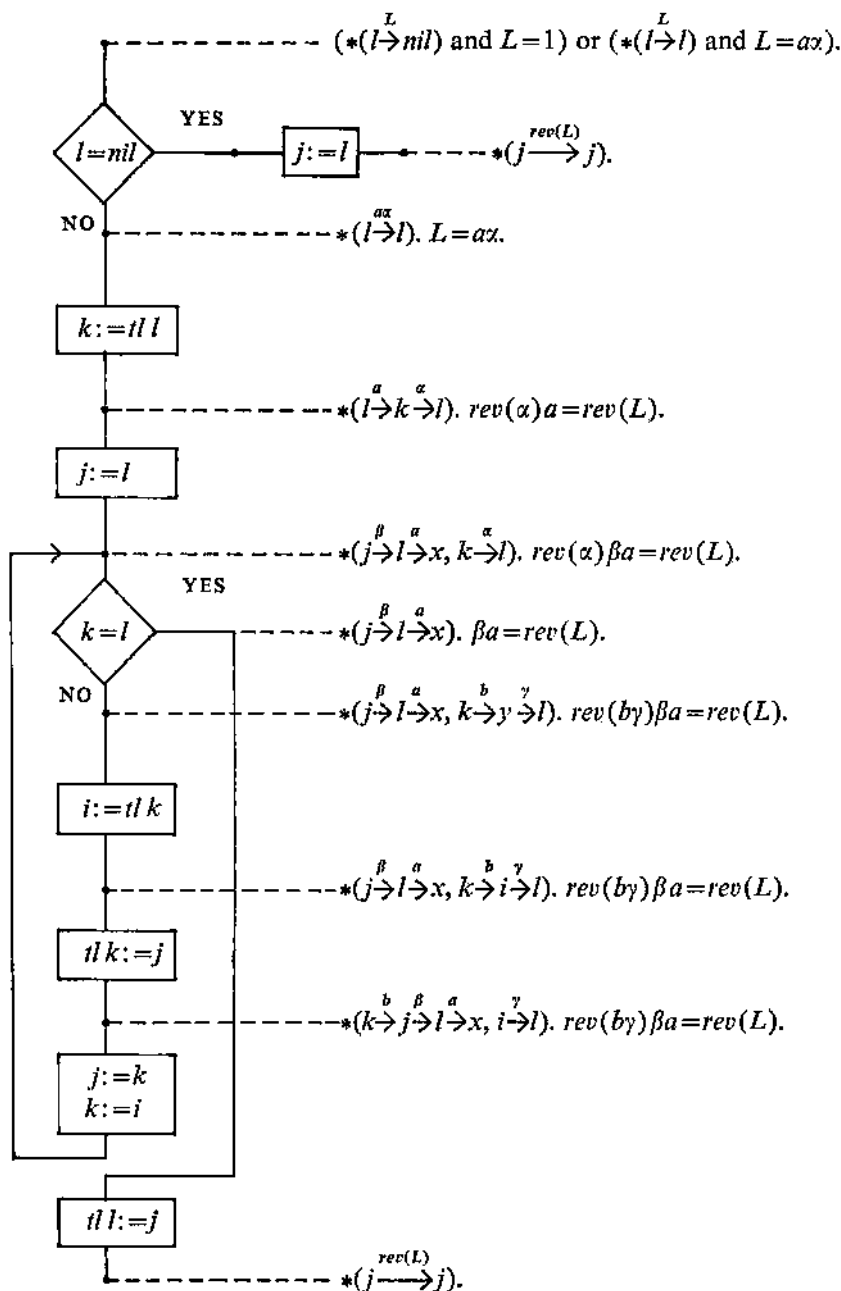 *(l →^L nil) and L=1) or (*(l →^L l) and L=aα).
YES
l=nil
j:=l
*(j →^rev(L) j).
NO
*(l →^aα l). L=aα.
k:=tl l
*(l →^a k →^α l). rev(α)a=rev(L).
j:=l
*(j →^β l →^a x, k →^α l). rev(α)βa=rev(L).
YES
k=l
*(j →^β l →^a x). βa=rev(L).
NO
*(j →^β l →^a x, k →^b y →^γ l). rev(bγ)βa=rev(L).
i:=tl k
*(j →^β l →^a x, k →^b i →^γ l). rev(bγ)βa=rev(L).
tl k:=j
*(k →^b j →^β l →^a x, i →^γ l). rev(bγ)βa=rev(L).
j:=k
k:=i
tl l:=j
*(j →^rev(L) j).